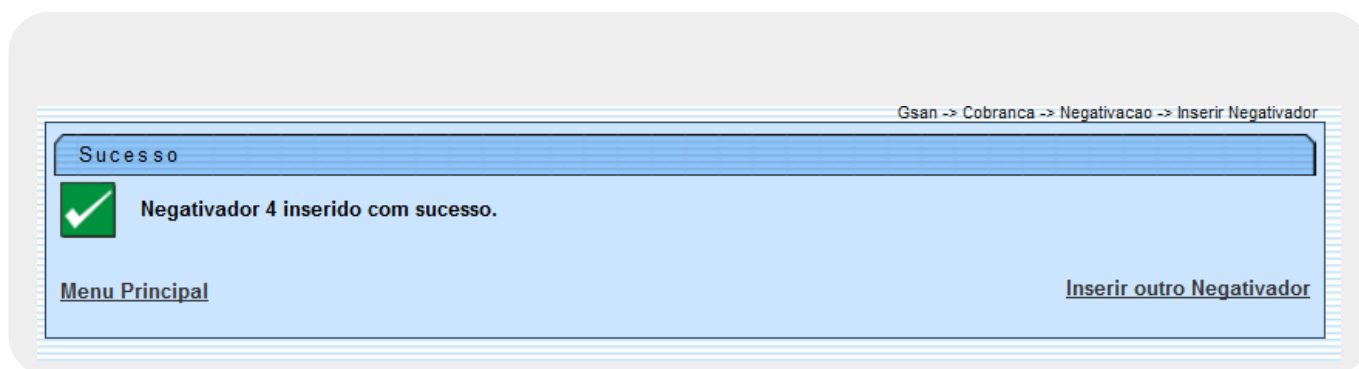 Gsan -> Cobranca -> Negativacao -> Inserir Negativador
Sucesso
Negativador 4 inserido com sucesso.
Menu Principal
Inserir outro Negativador